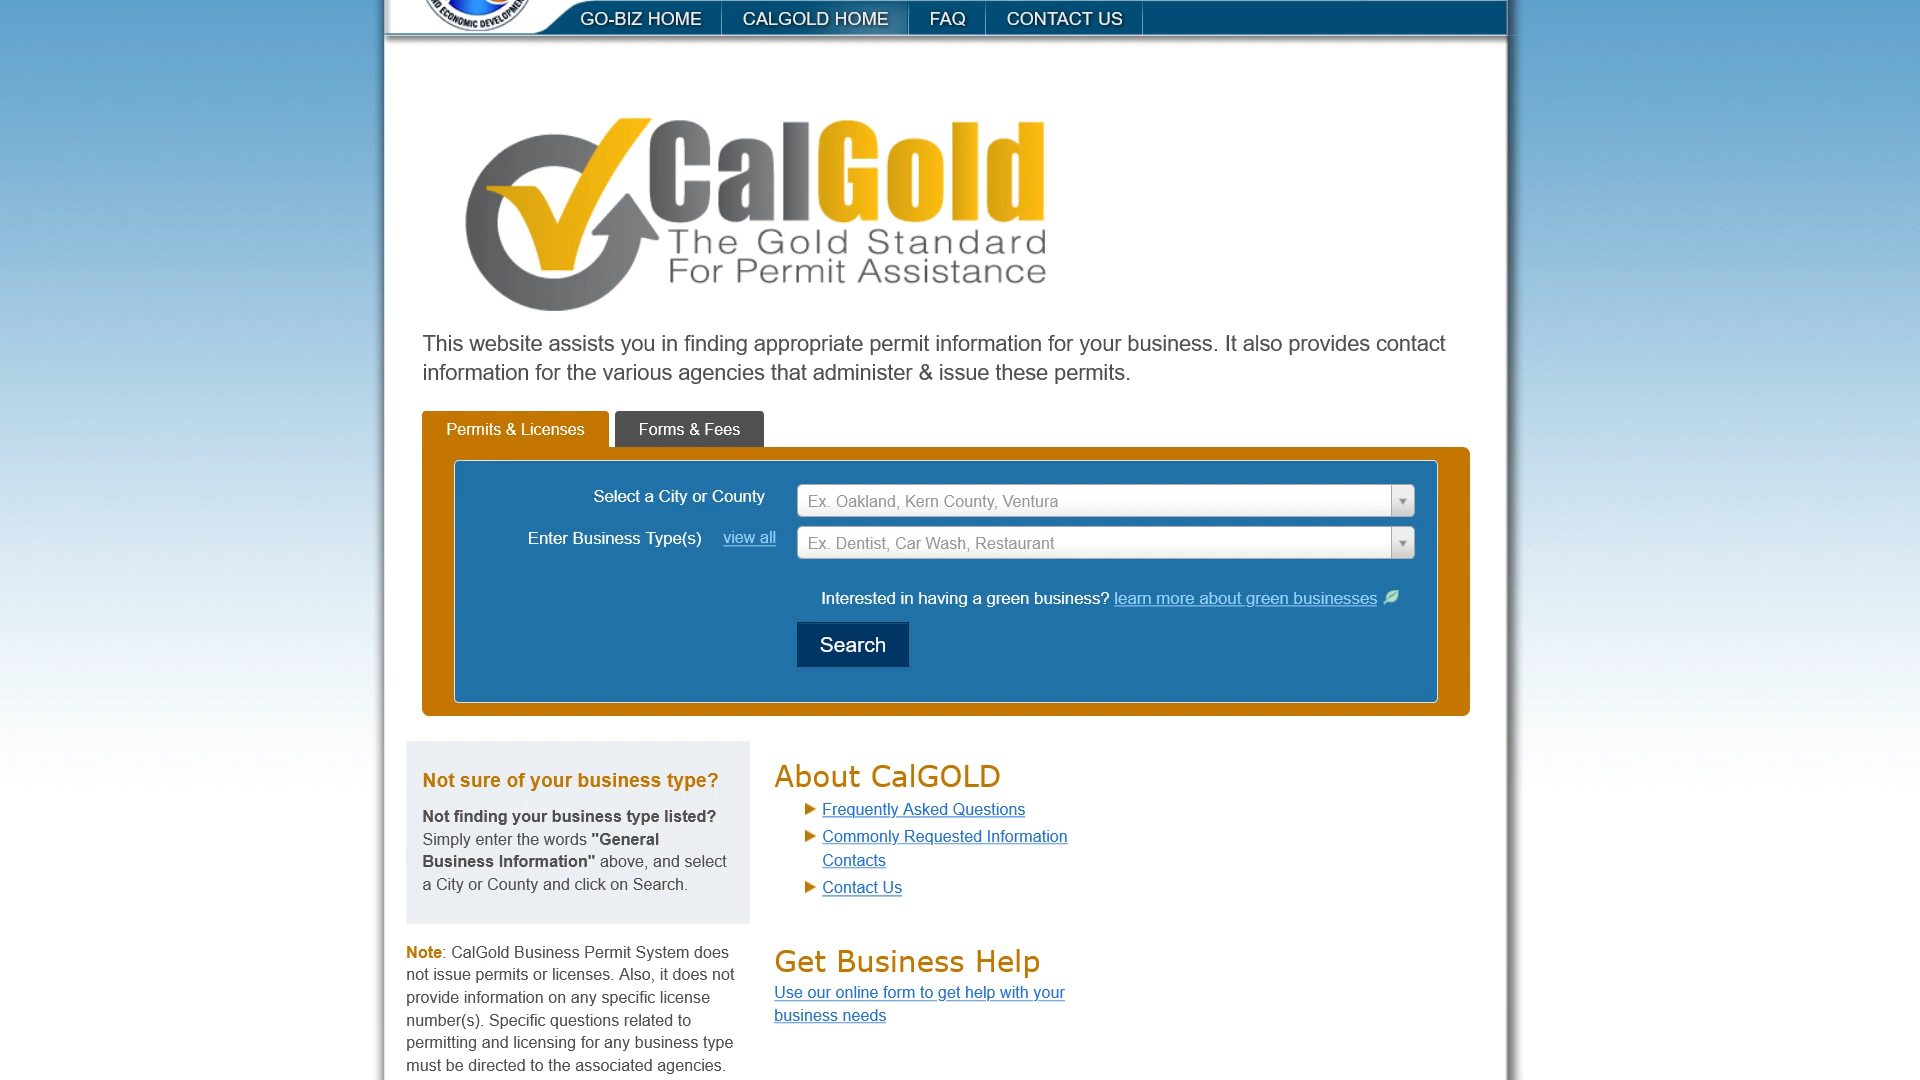 AND ECONOMIC DEVELOPMENT
GO-BIZ HOME
CALGOLD HOME
FAQ
CONTACT US
CalGold
The Gold Standard
For Permit Assistance
This website assists you in finding appropriate permit information for your business. It also provides contact
information for the various agencies that administer & issue these permits.
Permits & Licenses
Forms & Fees
Select a City or County
Ex. Oakland, Kern County, Ventura
Enter Business Type(s) view all
Ex. Dentist, Car Wash, Restaurant
Interested in having a green business? learn more about green businesses
Search
Not sure of your business type?
Not finding your business type listed?
Simply enter the words "General
Business Information" above, and select
a City or County and click on Search.
Note: CalGold Business Permit System does
not issue permits or licenses. Also, it does not
provide information on any specific license
number(s). Specific questions related to
permitting and licensing for any business type
must be directed to the associated agencies.
About CalGOLD
Frequently Asked Questions
Commonly Requested Information
Contacts
Contact Us
Get Business Help
Use our online form to get help with your
business needs